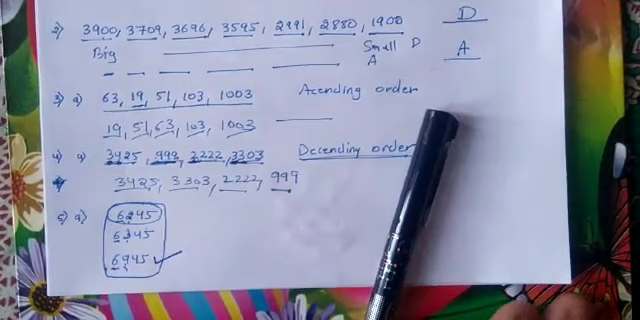 2) 3900, 3709, 3696, 3595, 2991, 2880, 1900 D
Big Small D A
A
3) a) 63, 19, 51, 103, 1003 Acending order
19, 51, 63, 103, 1003
4) a) 3425, 999, 2222, 3303 Decending order
3425, 3303, 2222, 999
5) a) 6245
6345
6945